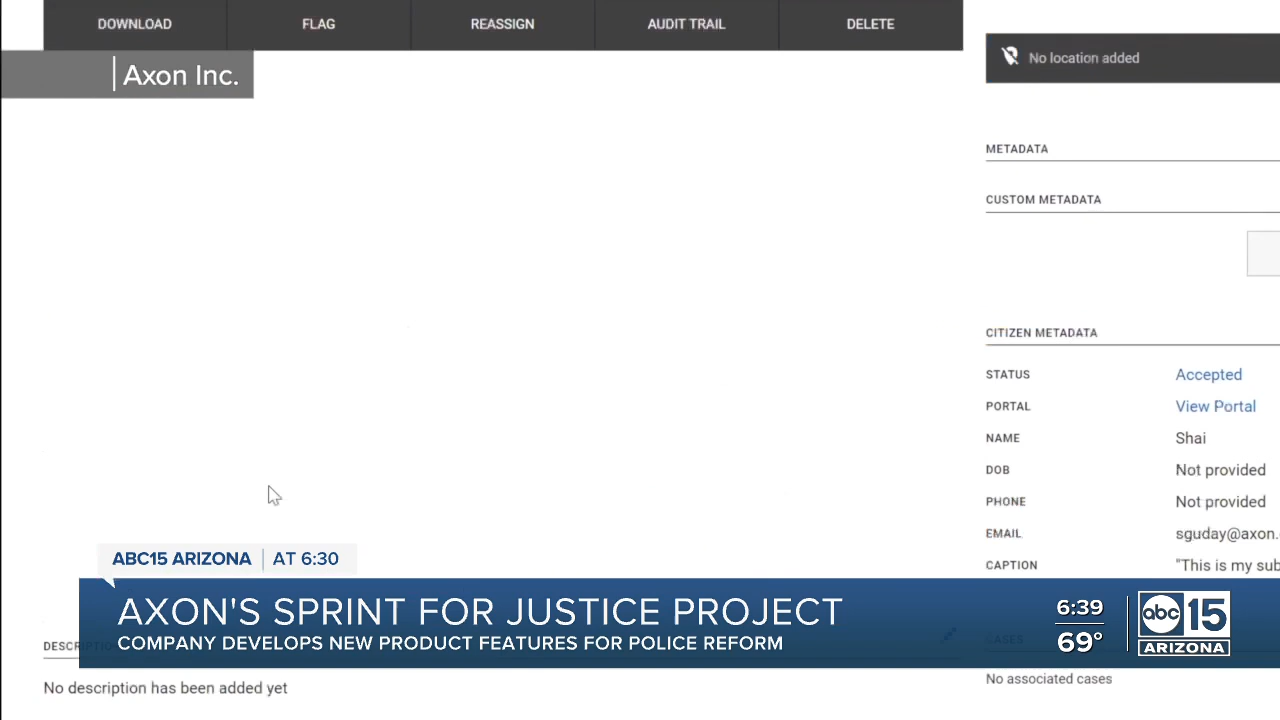 DOWNLOAD FLAG REASSIGN AUDIT TRAIL DELETE
Axon Inc.
No location added
METADATA
CUSTOM METADATA
CITIZEN METADATA
STATUS Accepted
PORTAL View Portal
NAME Shai
DOB Not provided
PHONE Not provided
EMAIL sguday@axon.
CAPTION "This is my sub
ABC15 ARIZONA AT 6:30
AXON'S SPRINT FOR JUSTICE PROJECT
COMPANY DEVELOPS NEW PRODUCT FEATURES FOR POLICE REFORM
6:39
69°
abc 15
ARIZONA
CASES
DESCRIPTION
No description has been added yet
No associated cases